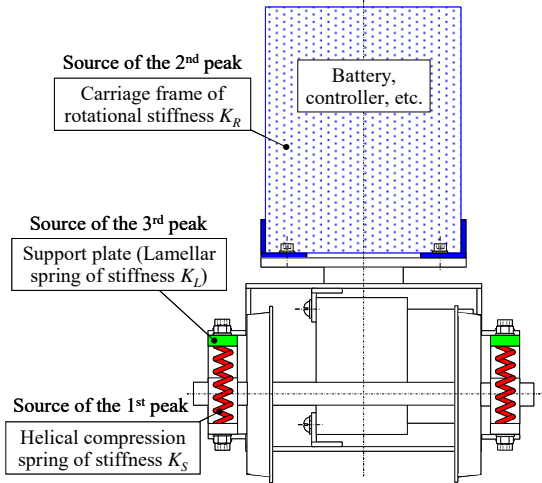 Source of the 2nd peak
Carriage frame of
rotational stiffness KR
Battery,
controller, etc.
Source of the 3rd peak
Support plate (Lamellar
spring of stiffness KL)
Source of the 1st peak
Helical compression
spring of stiffness KS